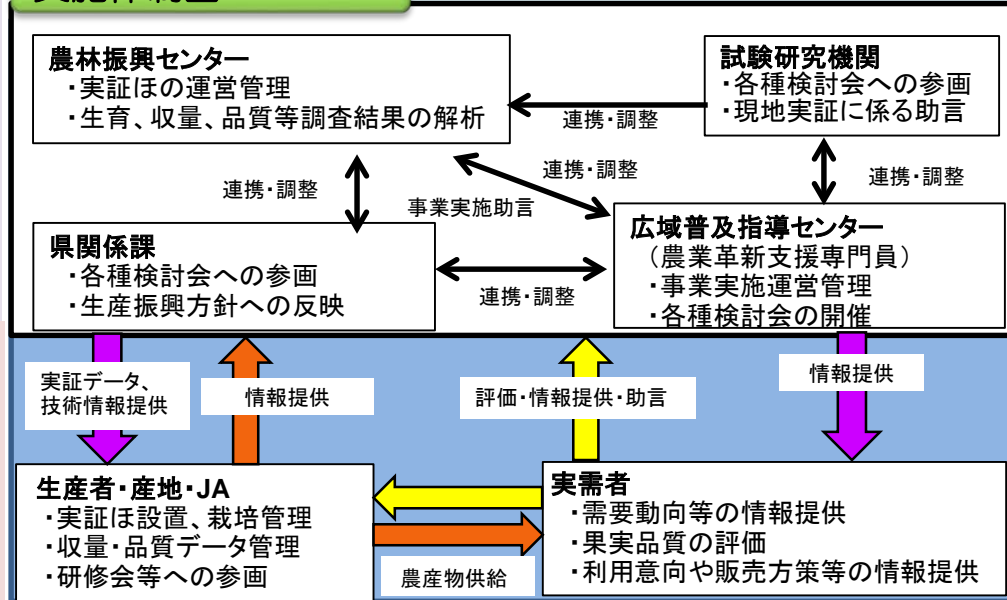 農林振興センター
・実証ほの運営管理
・生育、収量、品質等調査結果の解析
試験研究機関
・各種検討会への参画
・現地実証に係る助言
連携・調整
連携・調整
連携・調整
事業実施助言
連携・調整
県関係課
・各種検討会への参画
・生産振興方針への反映
連携・調整
広域普及指導センター
（農業革新支援専門員）
・事業実施運営管理
・各種検討会の開催
実証データ、
技術情報提供
情報提供
評価・情報提供・助言
情報提供
生産者・産地・JA
・実証ほ設置、栽培管理
・収量・品質データ管理
・研修会等への参画
農産物供給
実需者
・需要動向等の情報提供
・果実品質の評価
・利用意向や販売方策等の情報提供